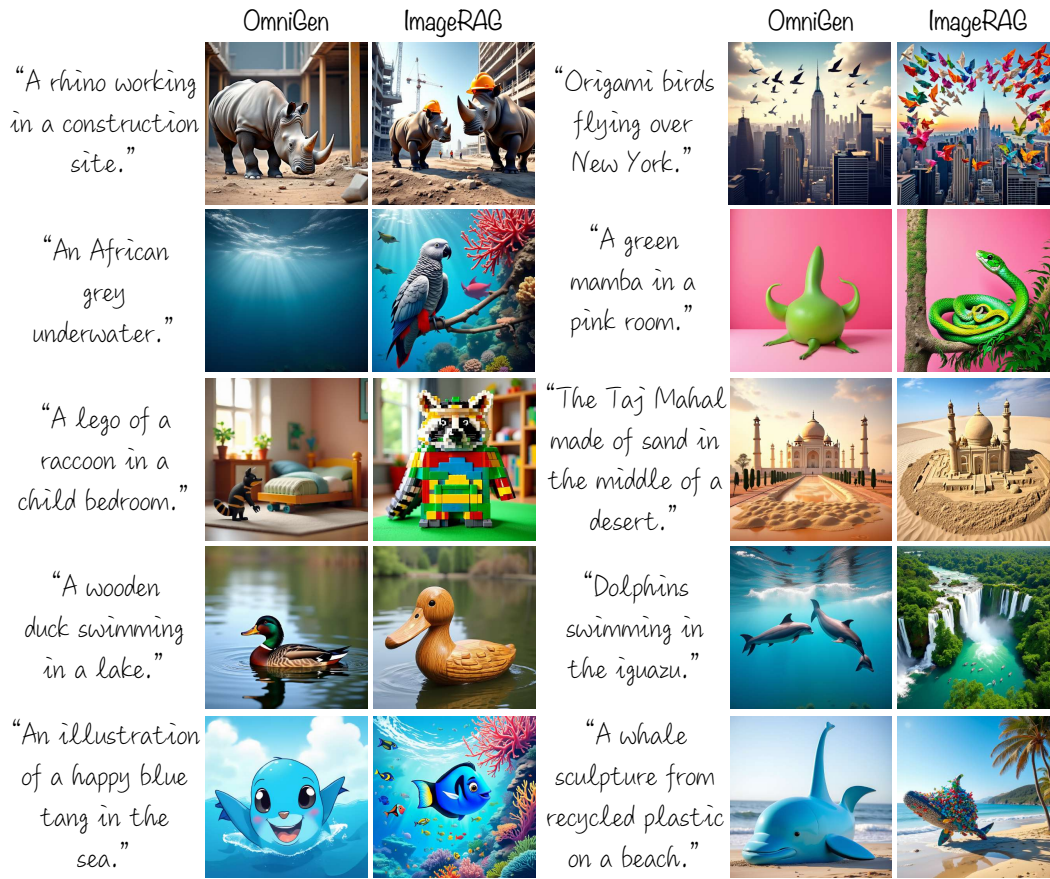 OmniGen
ImageRAG
OmniGen
ImageRAG
“A rhino working
in a construction
site.”
“Origami birds
flying over
New York.”
“An African
grey
underwater.”
“A green
mamba in a
pink room.”
“A lego of a
raccoon in a
child bedroom.”
“The Taj Mahal
made of sand in
the middle of a
desert.”
“A wooden
duck swimming
in a lake.”
“Dolphins
swimming in
the iguazu.”
“An illustration
of a happy blue
tang in the
sea.”
“A whale
sculpture from
recycled plastic
on a beach.”